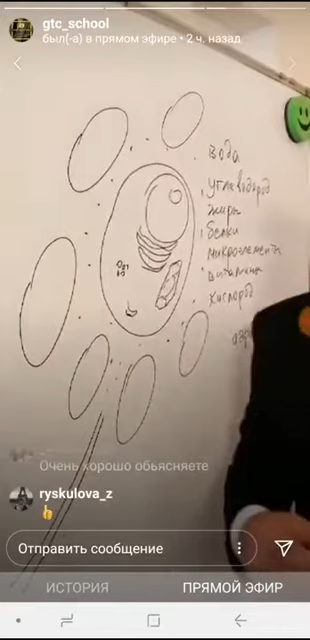 gtc_school
был(-а) в прямом эфире • 2 ч. назад
вода
углеводород
жиры
белки
микроэлементы
витамины
кислород
Очень хорошо обьясняете
ryskulova_z
👍
Отправить сообщение
ИСТОРИЯ
ПРЯМОЙ ЭФИР